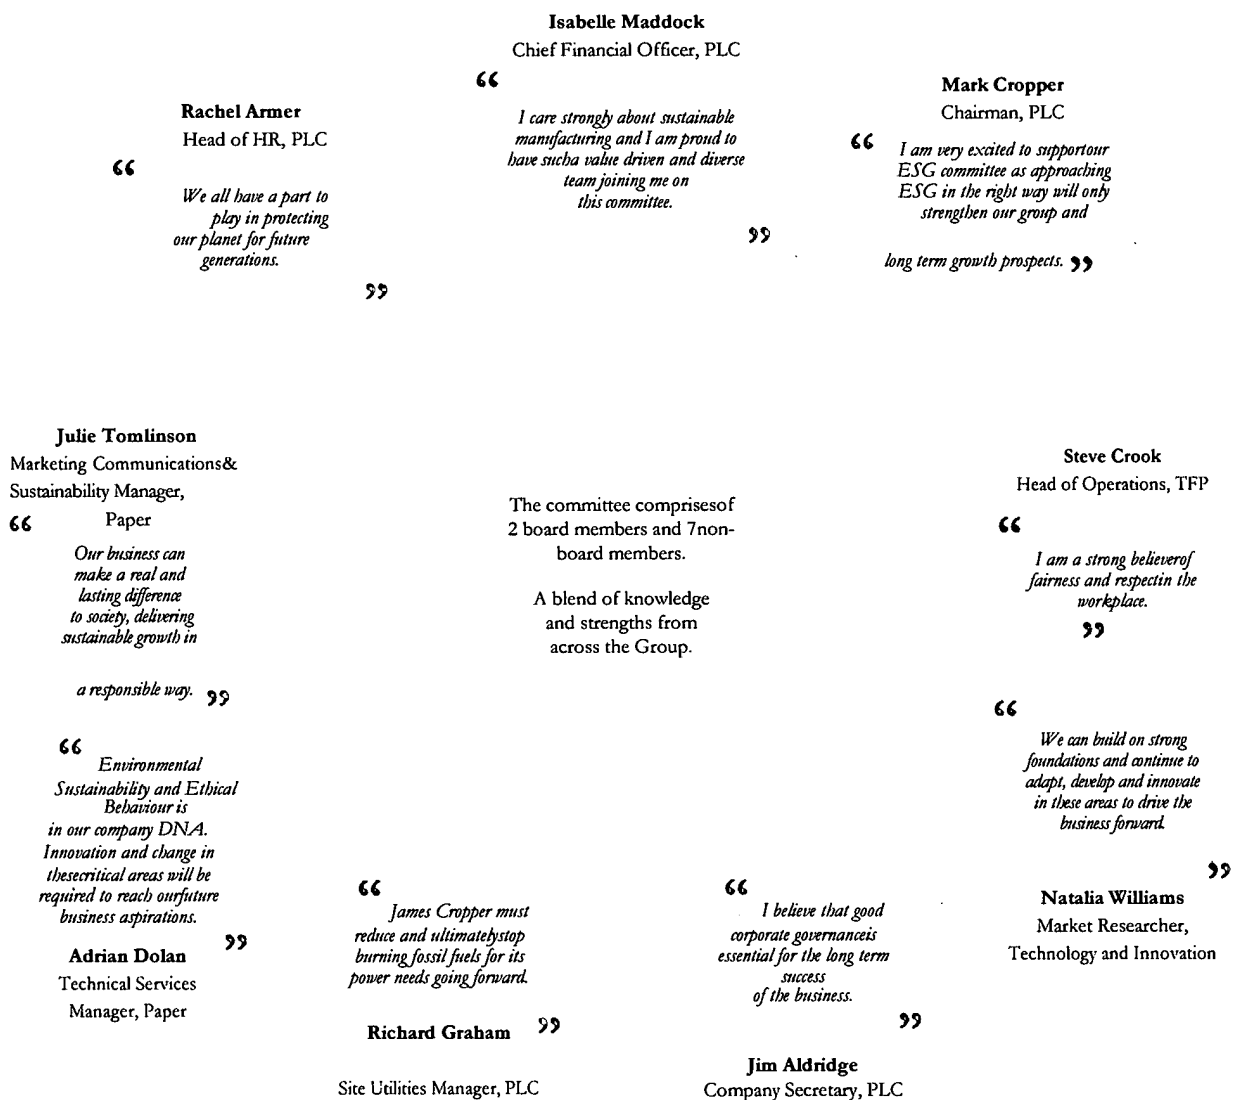 Isabelle Maddock
Chief Financial Officer, PLC
“
I care strongly about sustainable
manufacturing and I am proud to
have sucha value driven and diverse
team joining me on
this committee.
”
Mark Cropper
Chairman, PLC
“ I am very excited to supportour
ESG committee as approaching
ESG in the right way will only
strengthen our group and
long term growth prospects. ”
Rachel Armer
Head of HR, PLC
“
We all have a part to
play in protecting
our planet for future
generations.
”
Julie Tomlinson
Marketing Communications&
Sustainability Manager,
Paper
“
Our business can
make a real and
lasting difference
to society, delivering
sustainable growth in
a responsible way. ”
The committee comprisesof
2 board members and 7non-
board members.
A blend of knowledge
and strengths from
across the Group.
Steve Crook
Head of Operations, TFP
“
I am a strong believerof
fairness and respectin the
workplace.
”
“
We can build on strong
foundations and continue to
adapt, develop and innovate
in these areas to drive the
business forward.
”
Natalia Williams
Market Researcher,
Technology and Innovation
“
Environmental
Sustainability and Ethical
Behaviour is
in our company DNA.
Innovation and change in
thesecritical areas will be
required to reach ourfuture
business aspirations.
”
Adrian Dolan
Technical Services
Manager, Paper
“
James Cropper must
reduce and ultimatelystop
burning fossil fuels for its
power needs going forward.
”
Richard Graham
Site Utilities Manager, PLC
“
I believe that good
corporate governanceis
essential for the long term
success
of the business.
”
Jim Aldridge
Company Secretary, PLC